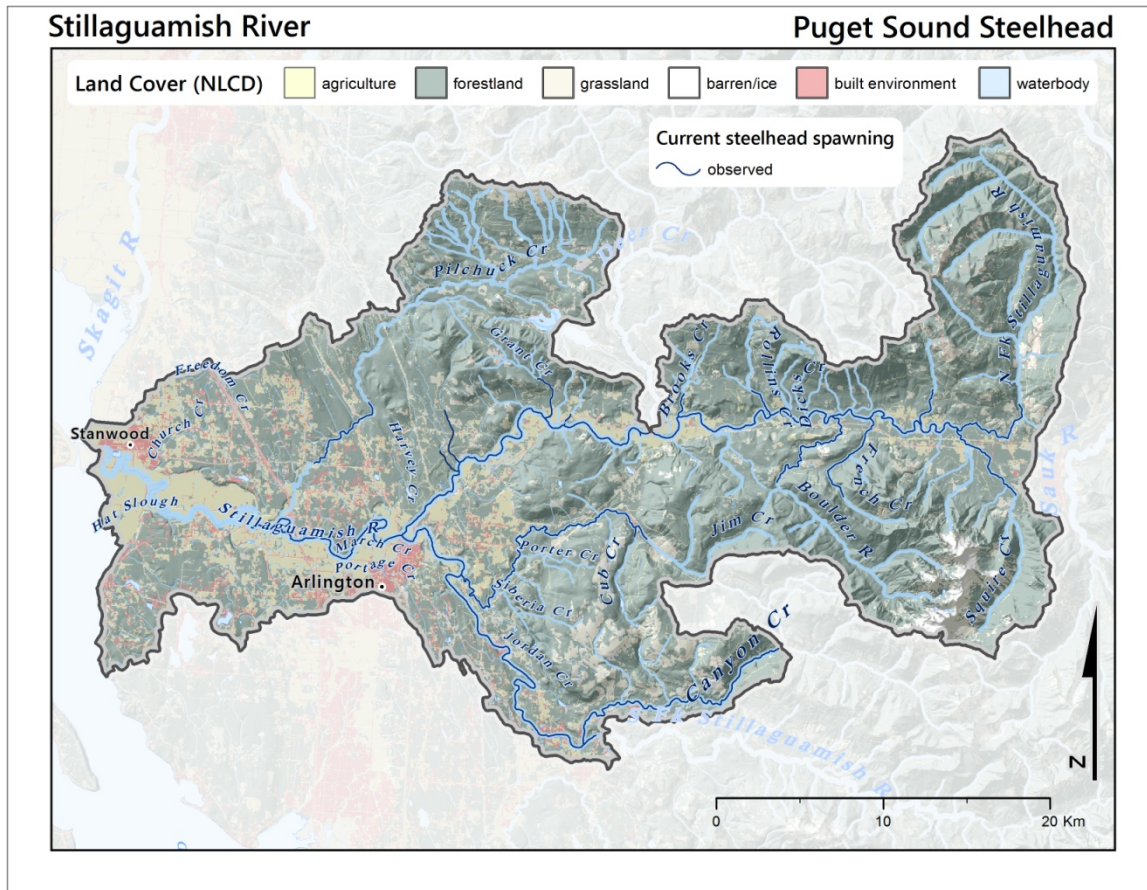 Stillaguamish River
Puget Sound Steelhead
Land Cover (NLCD)
agriculture
forestland
grassland
barren/ice
built environment
waterbody
Current steelhead spawning
observed
Skagit R
Deer Cr
Pilchuck Cr
N Fk Stillaguamish R
Grant Cr
Brooks Cr
Rollins Cr
Dicks Cr
Freedom Cr
Church Cr
Stanwood
Harvey Cr
French Cr
Sauk R
Hat Slough
Stillaguamish R
March Cr
Portage Cr
Arlington
Jim Cr
Boulder R
Porter Cr
Cub Cr
Siberia Cr
Squire Cr
Jordan Cr
Canyon Cr
S Fk Stillaguamish R
N
0 10 20 Km